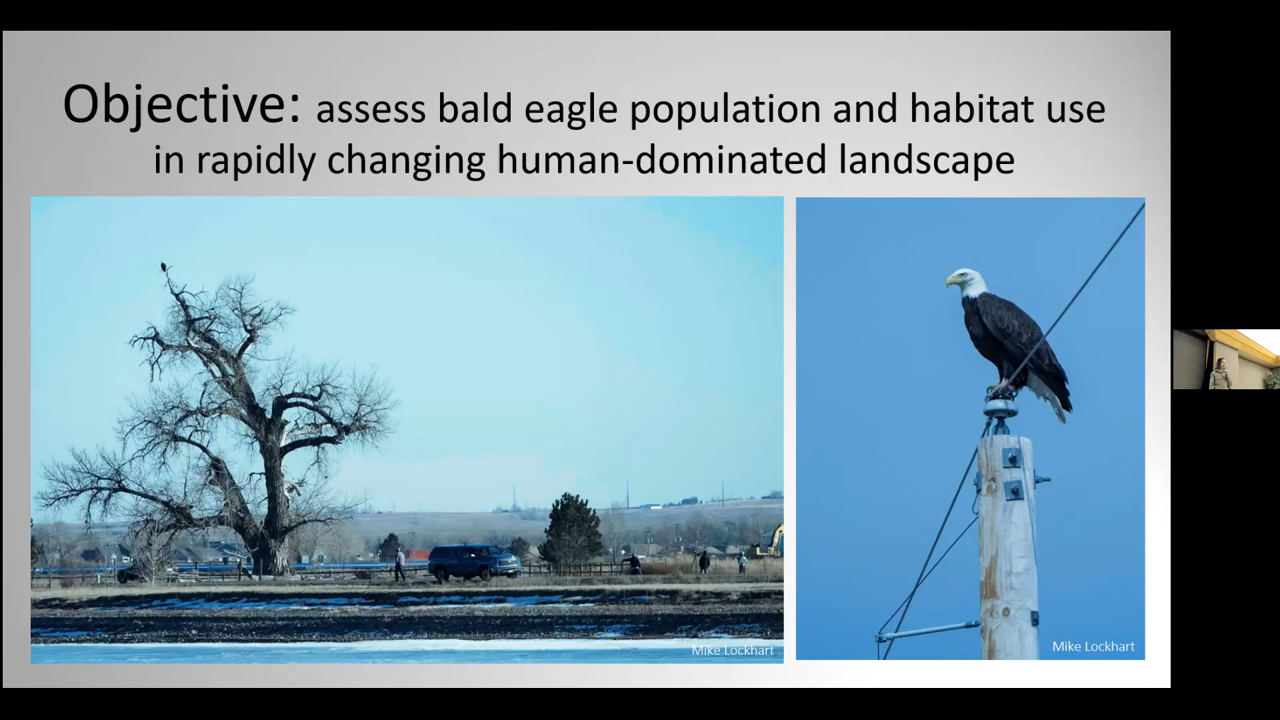 Objective: assess bald eagle population and habitat use
in rapidly changing human-dominated landscape
Mike Lockhart
Mike Lockhart